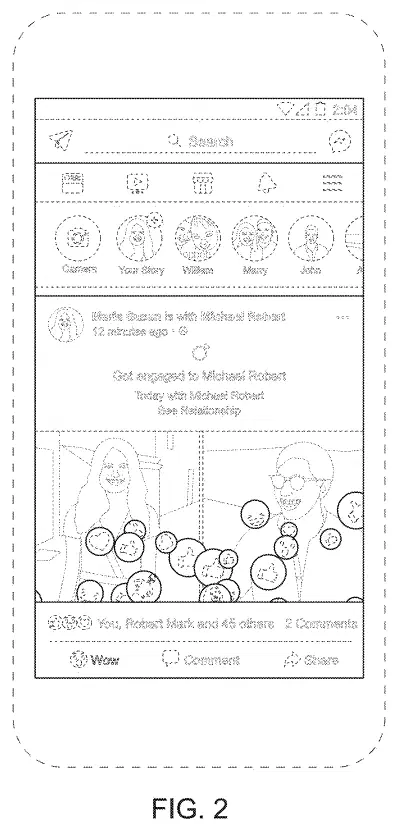 2:04
Search
Camera Your Story William Marry John A
Marie Susan is with Michael Robert
12 minutes ago
Got engaged to Michael Robert
Today with Michael Robert
See Relationship
You, Robert Mark and 45 others 2 Comments
Wow Comment Share
FIG. 2